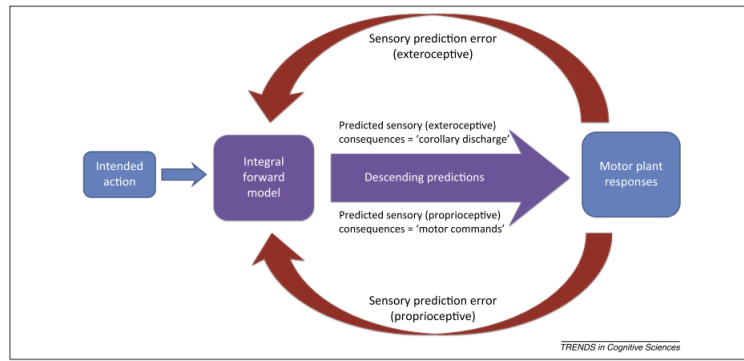 Sensory prediction error
(exteroceptive)
Predicted sensory (exteroceptive)
consequences = ‘corollary discharge’
Intended
action
Integral
forward
model
Descending predictions
Motor plant
responses
Predicted sensory (proprioceptive)
consequences = ‘motor commands’
Sensory prediction error
(proprioceptive)
TRENDS in Cognitive Sciences